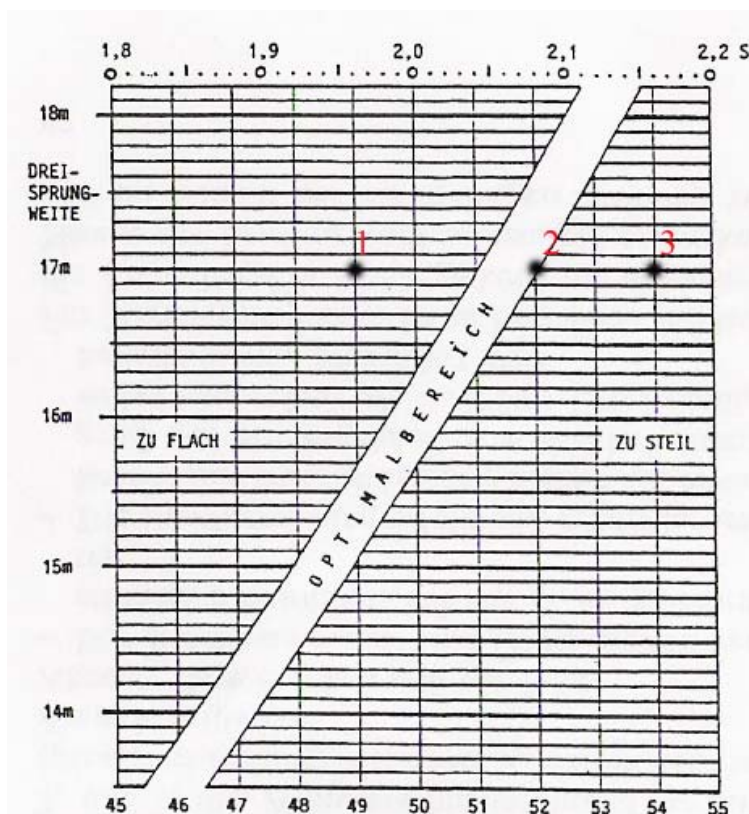 1,8 1,9 2,0 2,1 2,2 S
18m
DREI-
SPRUNG-
WEITE
1 2 3
17m
16m
ZU FLACH
OPTIMALBEREICH
ZU STEIL
15m
14m
45 46 47 48 49 50 51 52 53 54 55